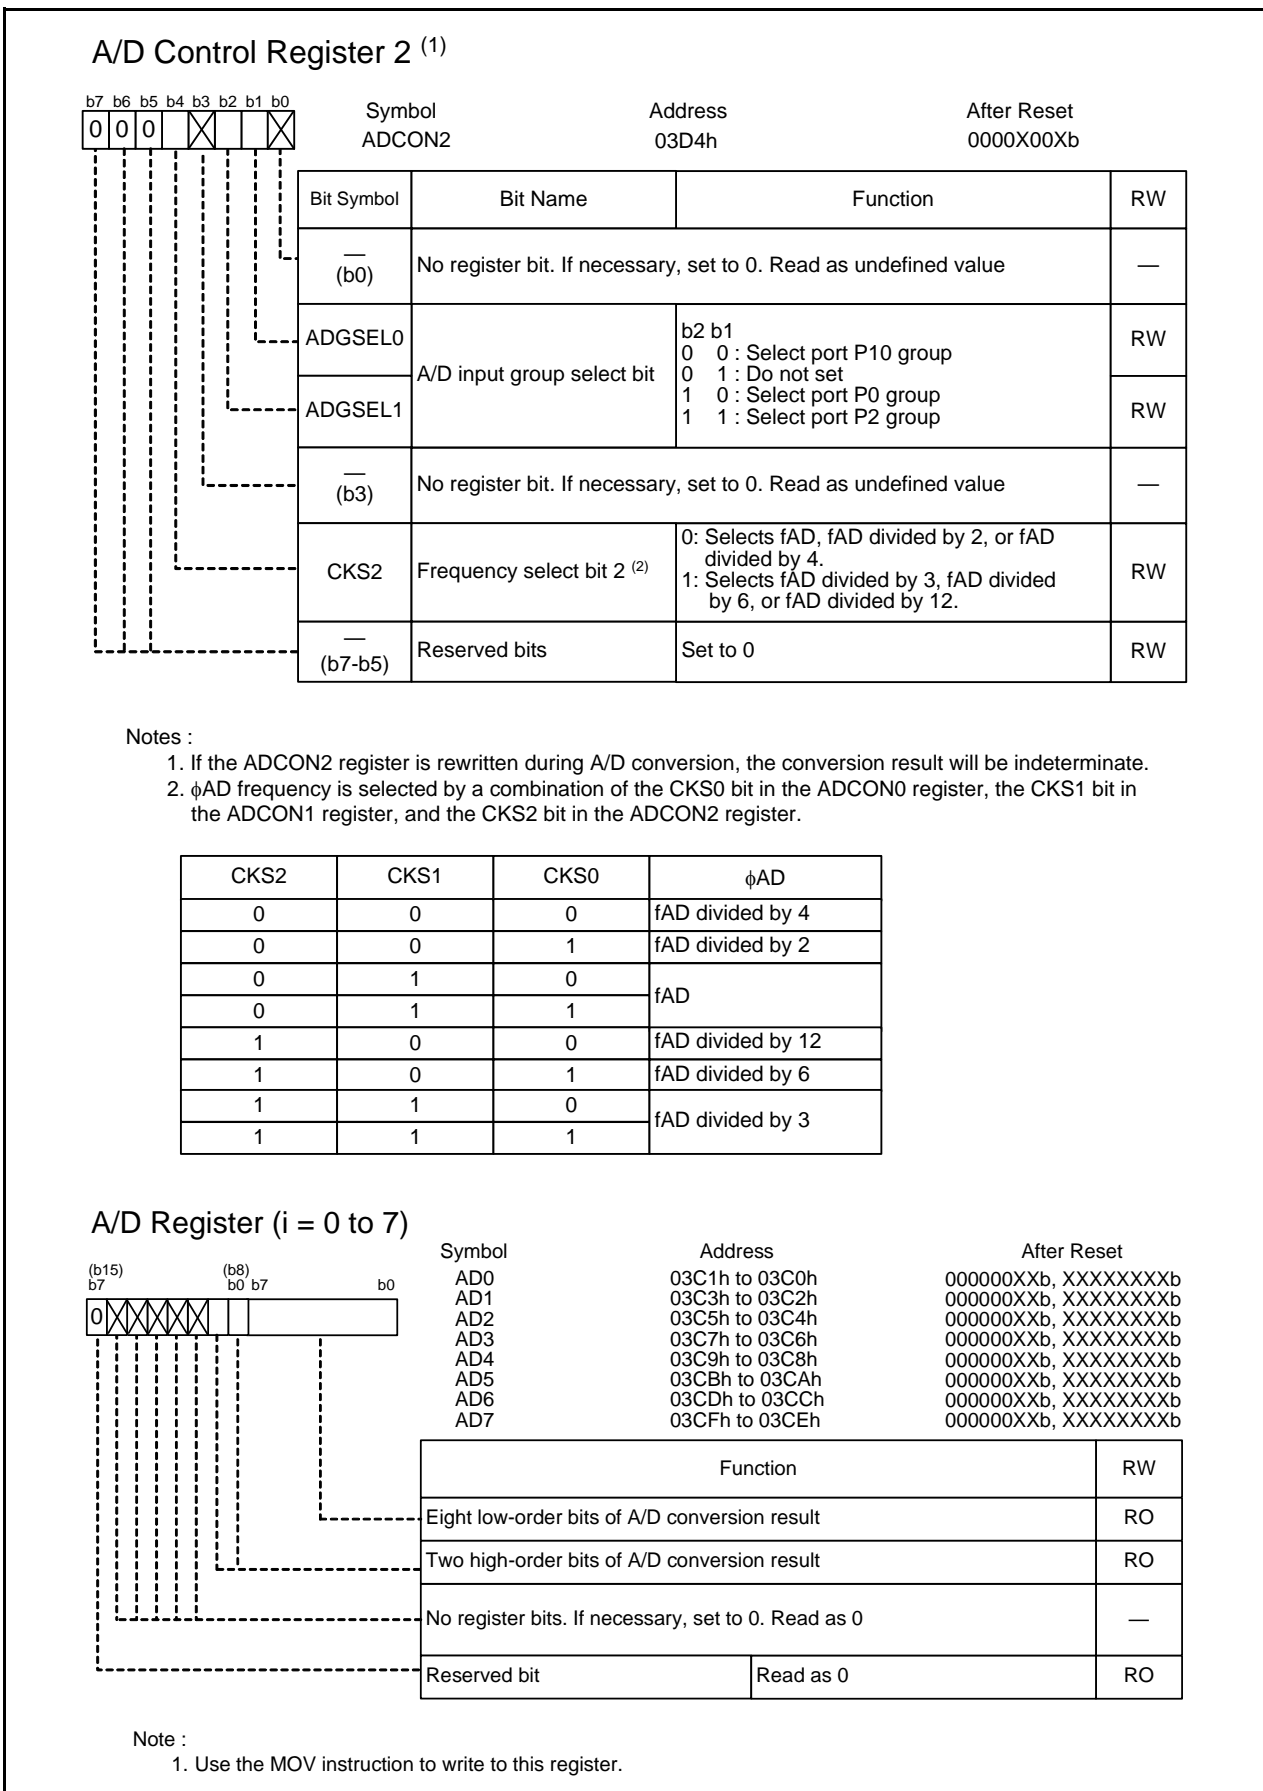 A/D Control Register 2 (1)
b7 b6 b5 b4 b3 b2 b1 b0
0 0 0
Symbol Address After Reset
ADCON2 03D4h 0000X00Xb
Bit Symbol Bit Name Function RW
—
(b0)
No register bit. If necessary, set to 0. Read as undefined value —
ADGSEL0
ADGSEL1
A/D input group select bit
b2 b1
0 0 : Select port P10 group
0 1 : Do not set
1 0 : Select port P0 group
1 1 : Select port P2 group
RW
RW
—
(b3)
No register bit. If necessary, set to 0. Read as undefined value —
CKS2 Frequency select bit 2 (2)
0: Selects fAD, fAD divided by 2, or fAD
divided by 4.
1: Selects fAD divided by 3, fAD divided
by 6, or fAD divided by 12.
RW
—
(b7-b5)
Reserved bits Set to 0 RW
Notes :
1. If the ADCON2 register is rewritten during A/D conversion, the conversion result will be indeterminate.
2. ϕAD frequency is selected by a combination of the CKS0 bit in the ADCON0 register, the CKS1 bit in
the ADCON1 register, and the CKS2 bit in the ADCON2 register.
CKS2 CKS1 CKS0 ϕAD
0 0 0 fAD divided by 4
0 0 1 fAD divided by 2
0 1 0
fAD
0 1 1
1 0 0 fAD divided by 12
1 0 1 fAD divided by 6
1 1 0
fAD divided by 3
1 1 1
A/D Register (i = 0 to 7)
(b15) (b8)
b7 b0 b7 b0
0
Symbol Address After Reset
AD0 03C1h to 03C0h 000000XXb, XXXXXXXXb
AD1 03C3h to 03C2h 000000XXb, XXXXXXXXb
AD2 03C5h to 03C4h 000000XXb, XXXXXXXXb
AD3 03C7h to 03C6h 000000XXb, XXXXXXXXb
AD4 03C9h to 03C8h 000000XXb, XXXXXXXXb
AD5 03CBh to 03CAh 000000XXb, XXXXXXXXb
AD6 03CDh to 03CCh 000000XXb, XXXXXXXXb
AD7 03CFh to 03CEh 000000XXb, XXXXXXXXb
Function RW
Eight low-order bits of A/D conversion result RO
Two high-order bits of A/D conversion result RO
No register bits. If necessary, set to 0. Read as 0 —
Reserved bit Read as 0 RO
Note :
1. Use the MOV instruction to write to this register.